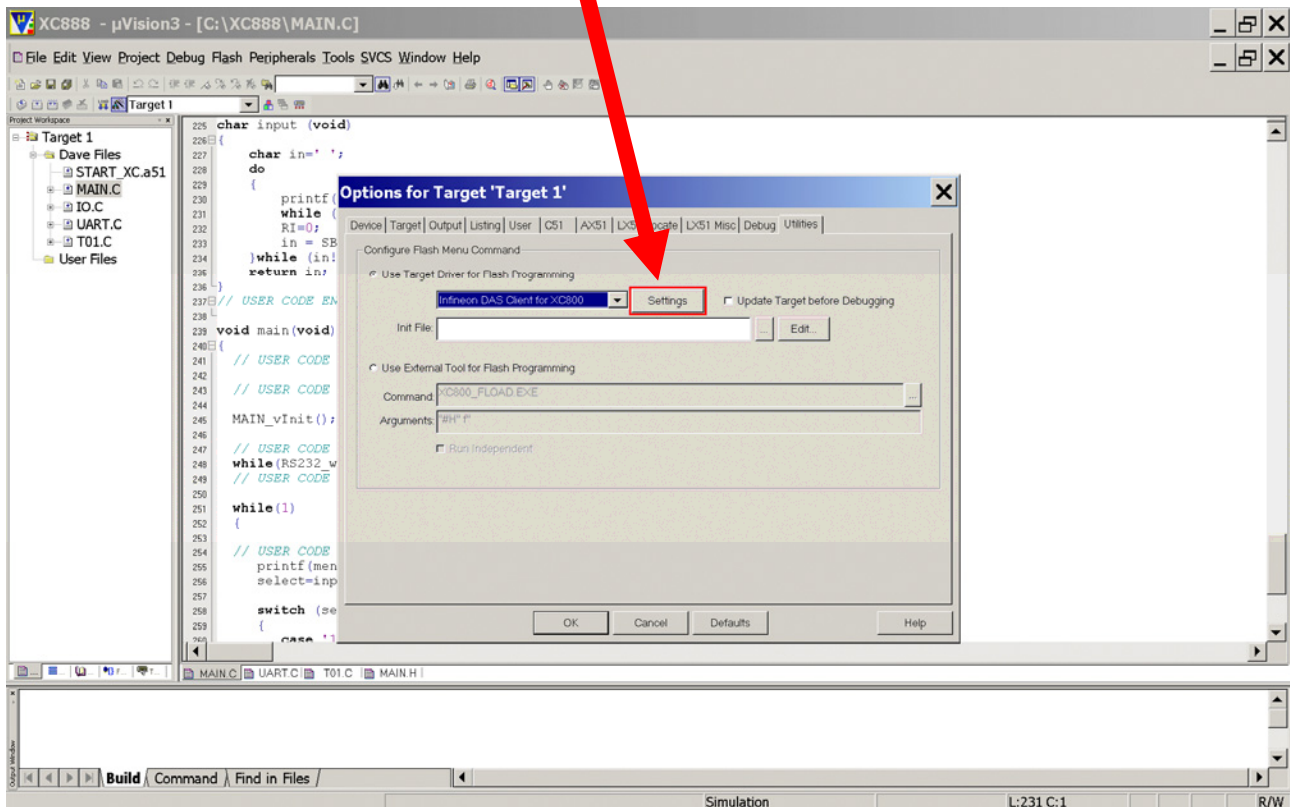 XC888 - µVision3 - [C:\XC888\MAIN.C]
File Edit View Project Debug Flash Peripherals Tools SVCS Window Help
Target 1
Project Workspace
Target 1
Dave Files
START_XC.a51
MAIN.C
IO.C
UART.C
T01.C
User Files
225 char input (void)
226 {
227 char in=' ';
228 do
229 {
230 printf(
231 while (
232 RI=0;
233 in = SB
234 }while (in!
235 return in;
236 }
237 // USER CODE EN
238
239 void main(void)
240 {
241 // USER CODE
242
243 // USER CODE
244
245 MAIN_vInit();
246
247 // USER CODE
248 while(RS232_w
249 // USER CODE
250
251 while(1)
252 {
253
254 // USER CODE
255 printf(men
256 select=inp
257
258 switch (se
259 {
260 case '1
Options for Target 'Target 1'
Device Target Output Listing User C51 AX51 LX5 ocate LX51 Misc Debug Utilities
Configure Flash Menu Command
Use Target Driver for Flash Programming
Infineon DAS Client for XC800 Settings Update Target before Debugging
Init File: ... Edit...
Use External Tool for Flash Programming
Command: XC800_FLOAD.EXE ...
Arguments: "#H" f"
Run Independent
OK Cancel Defaults Help
MAIN.C UART.C T01.C MAIN.H
Output Window
Build Command Find in Files
Simulation L:231 C:1 R/W